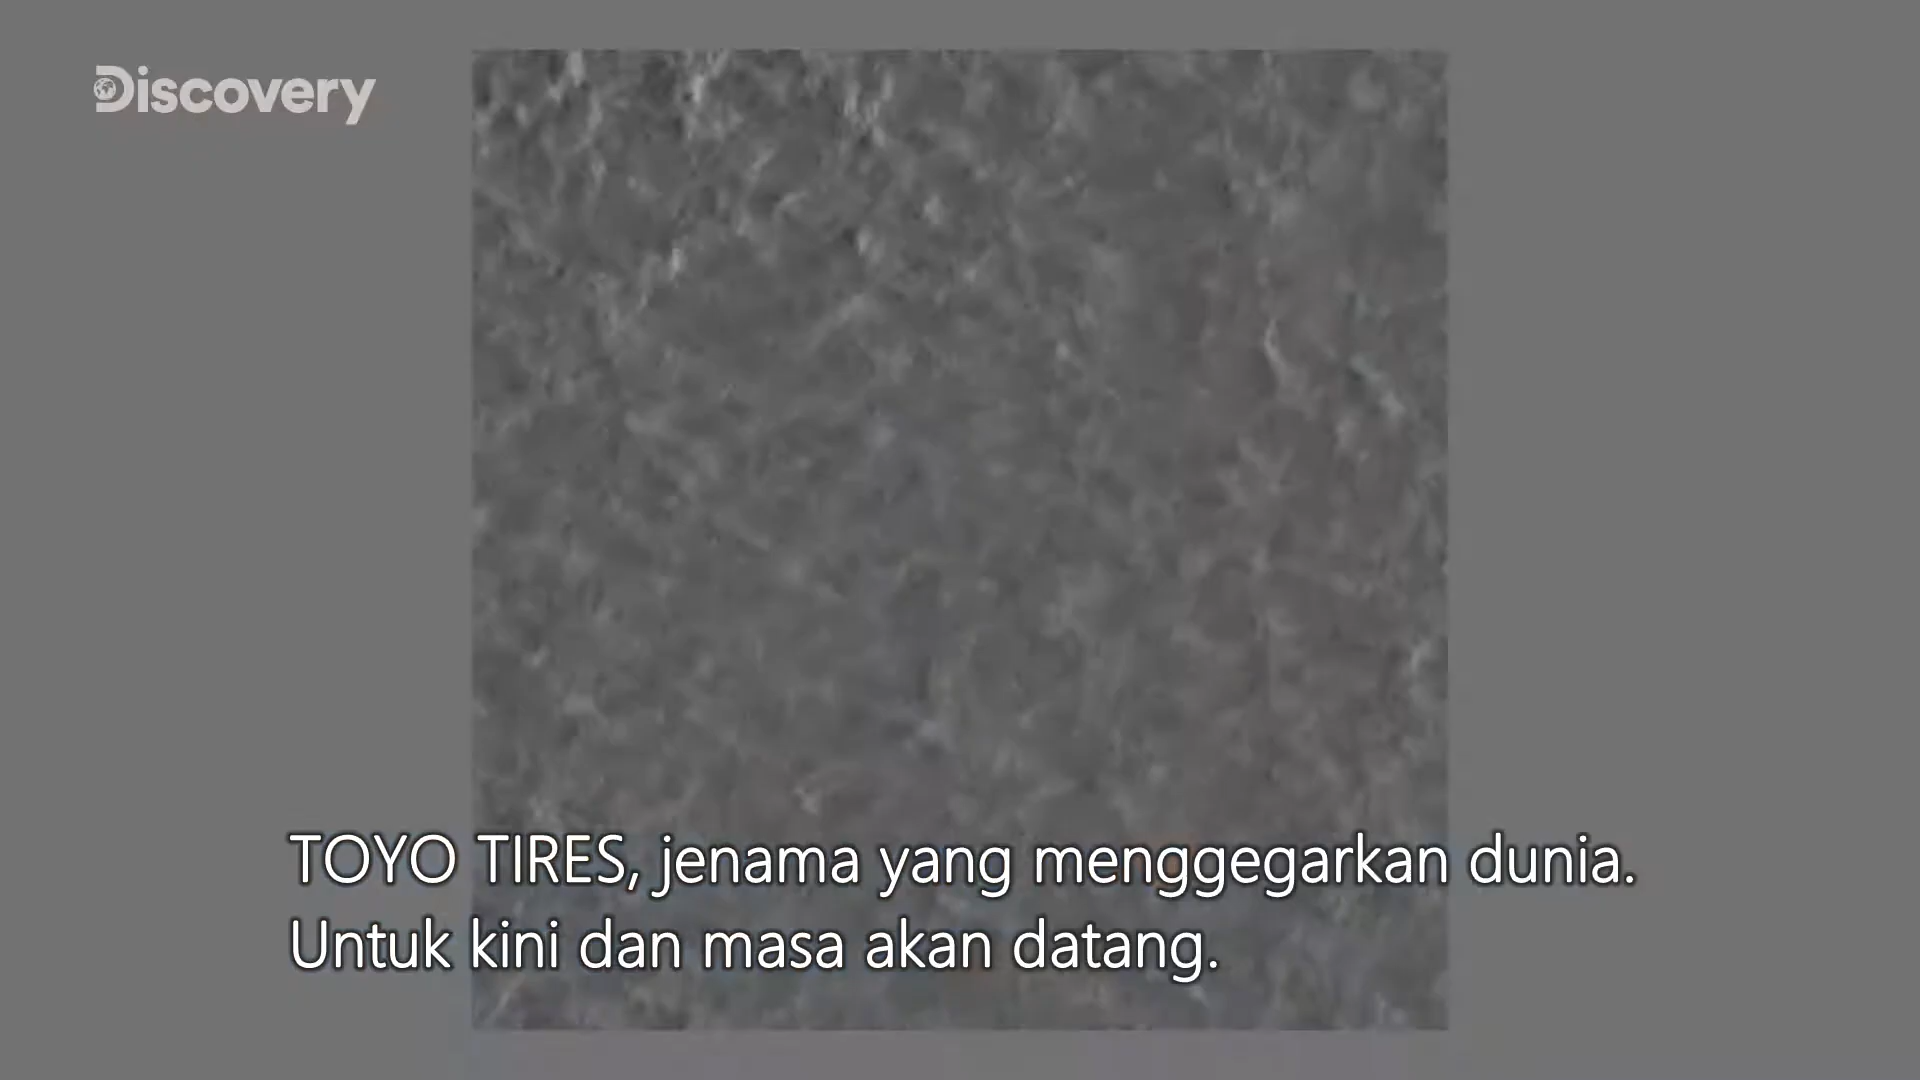 Discovery
TOYO TIRES, jenama yang menggegarkan dunia.
Untuk kini dan masa akan datang.